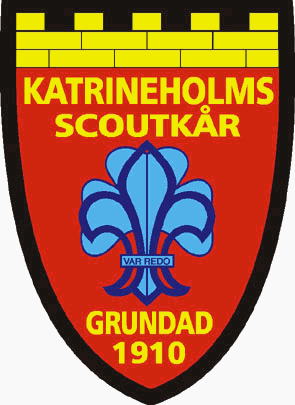 KATRINEHOLMS
SCOUTKÅR
VAR REDO
GRUNDAD
1910